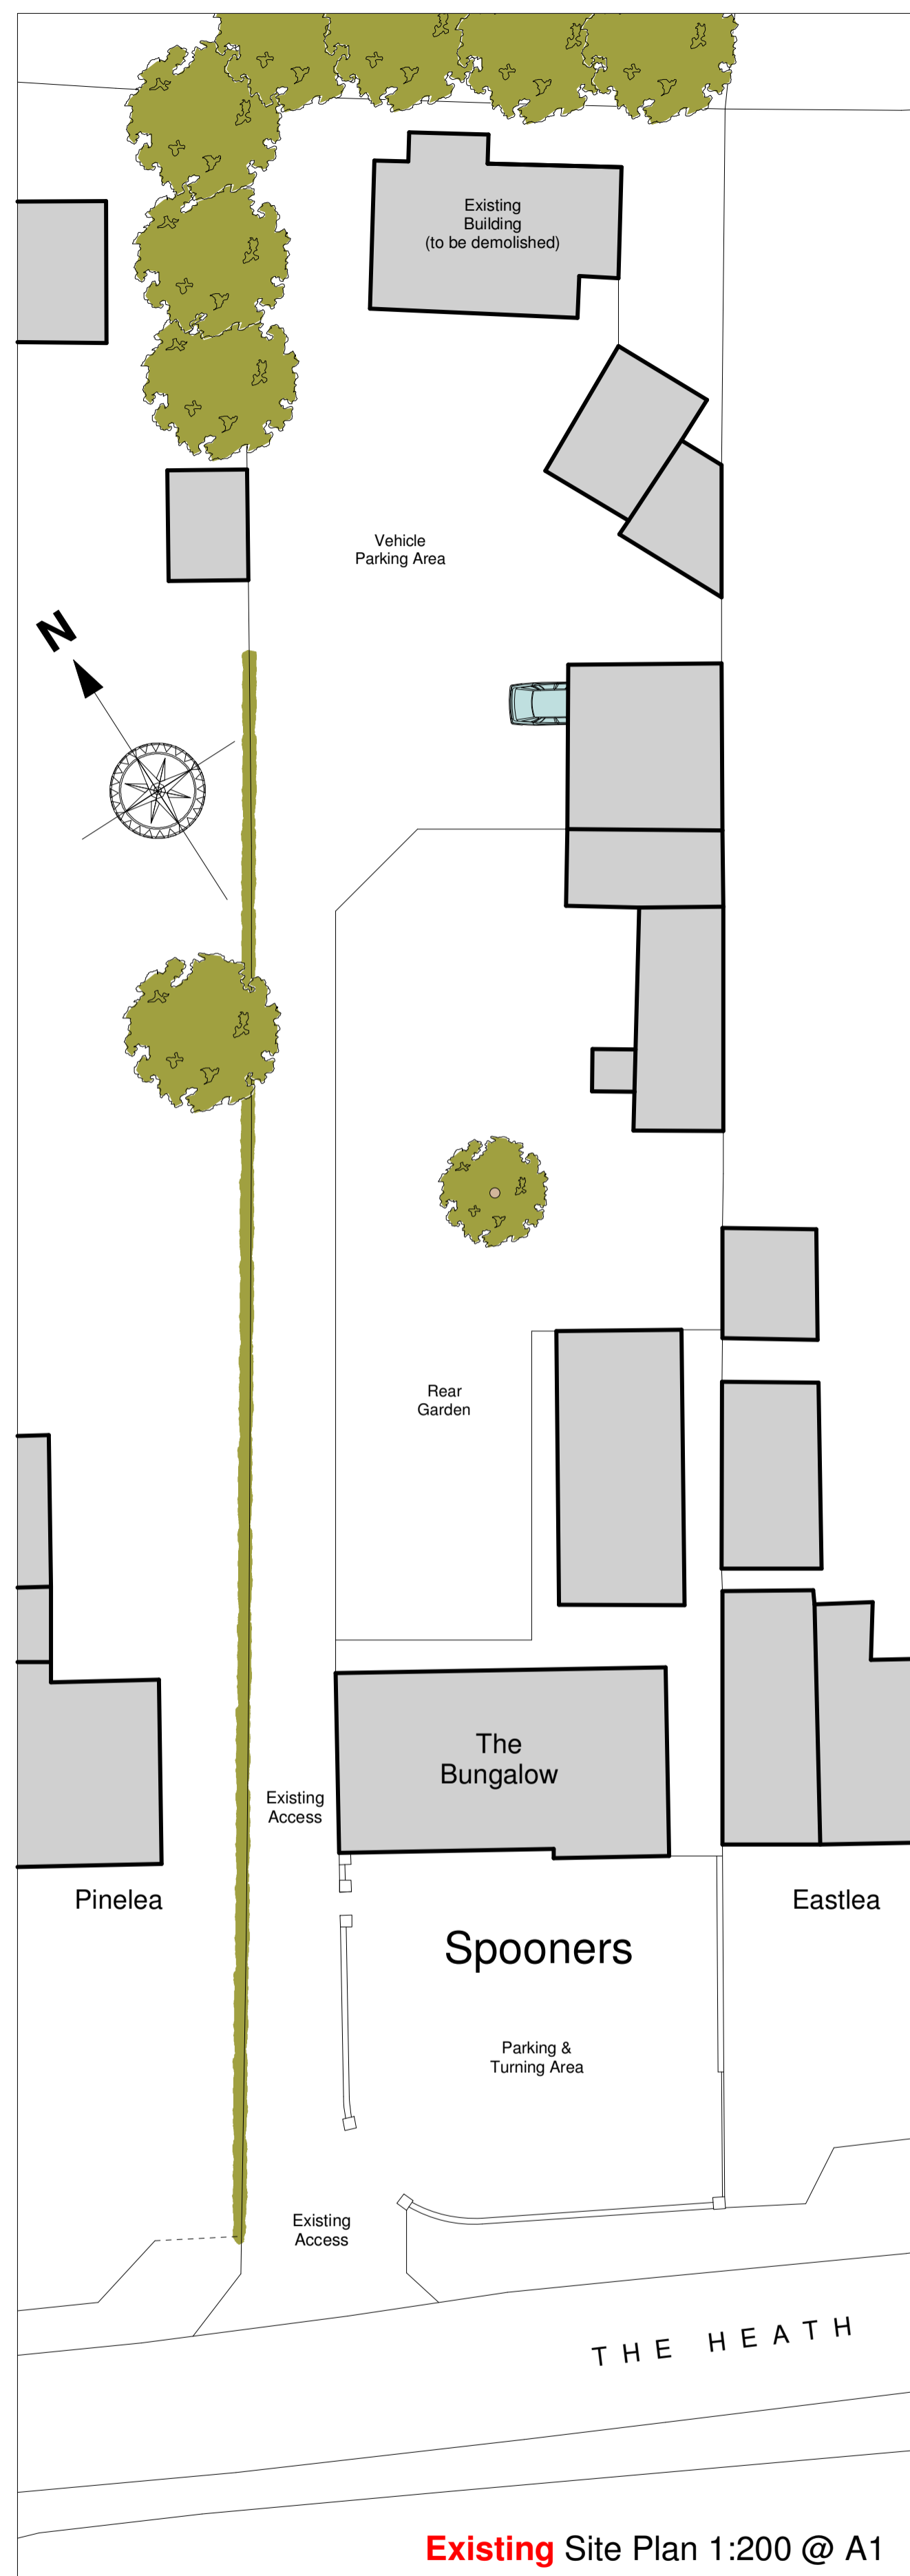 Existing
Building
(to be demolished)
Vehicle
Parking Area
N
Rear
Garden
The
Bungalow
Existing
Access
Pinelea
Eastlea
Spooners
Parking &
Turning Area
Existing
Access
THE HEATH
Existing Site Plan 1:200 @ A1